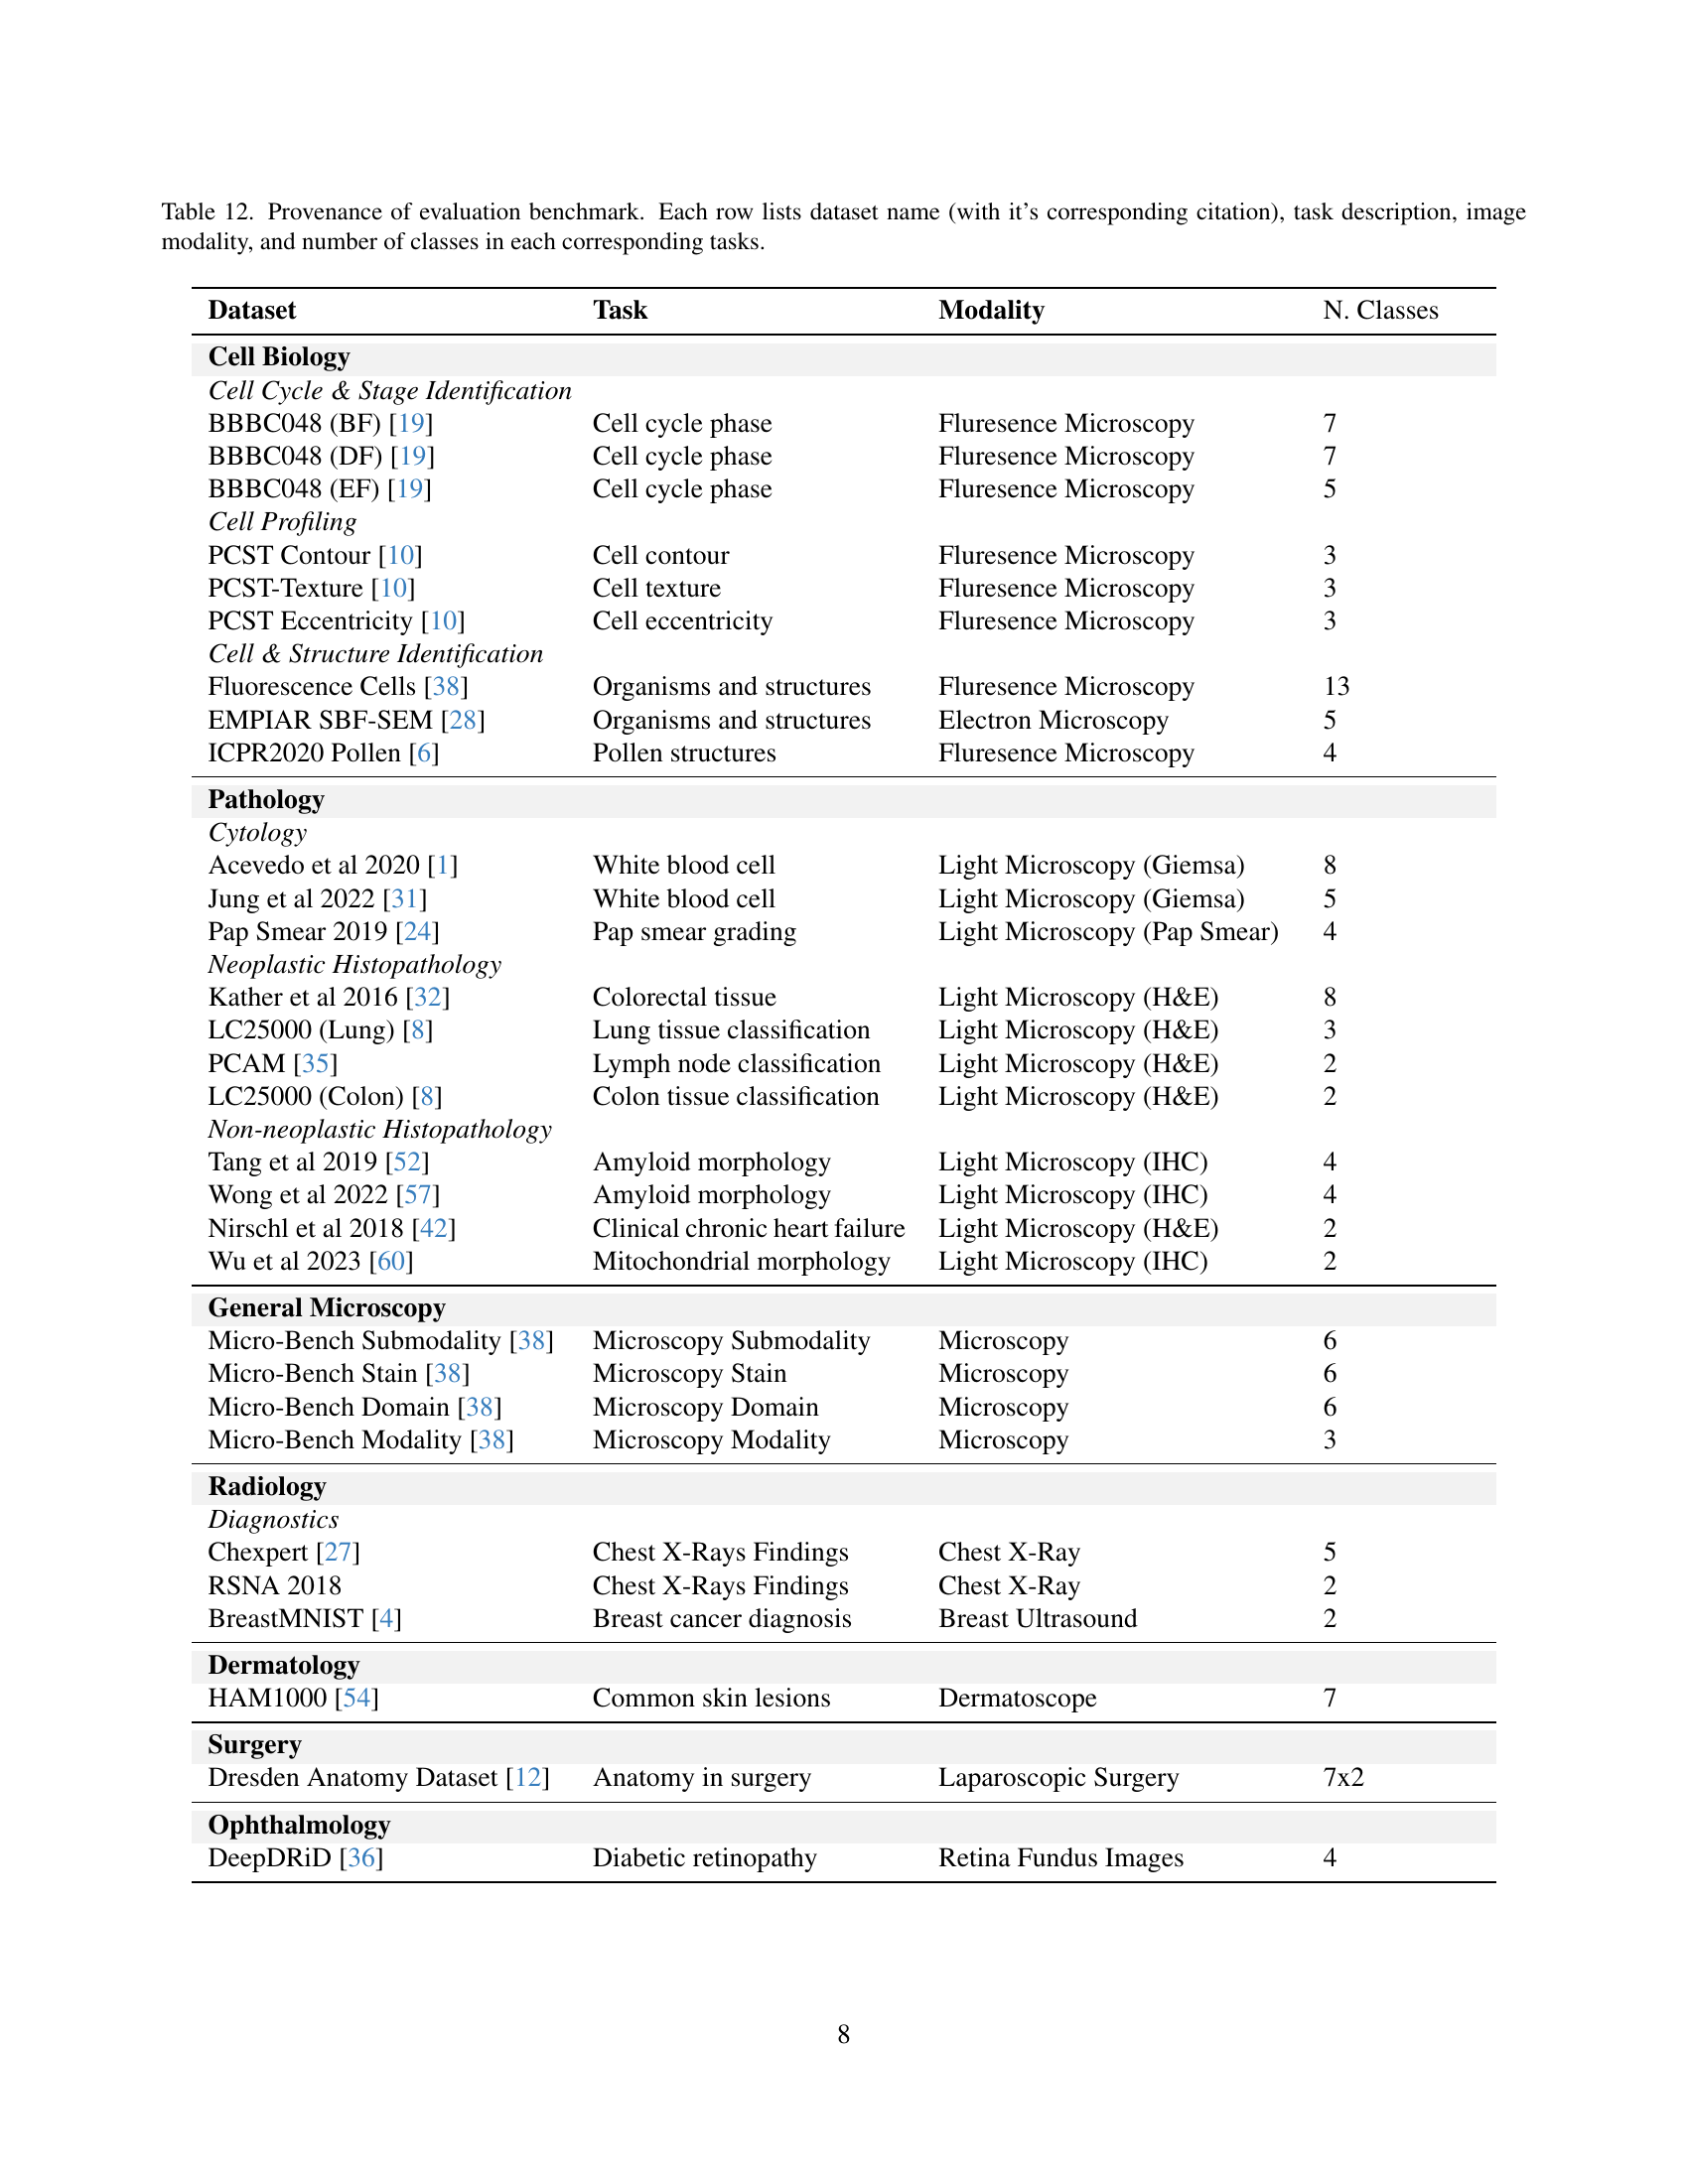 Table 12. Provenance of evaluation benchmark. Each row lists dataset name (with it's corresponding citation), task description, image
modality, and number of classes in each corresponding tasks.
Dataset Task Modality N. Classes
Cell Biology
Cell Cycle & Stage Identification
BBBC048 (BF) [19] Cell cycle phase Fluresence Microscopy 7
BBBC048 (DF) [19] Cell cycle phase Fluresence Microscopy 7
BBBC048 (EF) [19] Cell cycle phase Fluresence Microscopy 5
Cell Profiling
PCST Contour [10] Cell contour Fluresence Microscopy 3
PCST-Texture [10] Cell texture Fluresence Microscopy 3
PCST Eccentricity [10] Cell eccentricity Fluresence Microscopy 3
Cell & Structure Identification
Fluorescence Cells [38] Organisms and structures Fluresence Microscopy 13
EMPIAR SBF-SEM [28] Organisms and structures Electron Microscopy 5
ICPR2020 Pollen [6] Pollen structures Fluresence Microscopy 4
Pathology
Cytology
Acevedo et al 2020 [1] White blood cell Light Microscopy (Giemsa) 8
Jung et al 2022 [31] White blood cell Light Microscopy (Giemsa) 5
Pap Smear 2019 [24] Pap smear grading Light Microscopy (Pap Smear) 4
Neoplastic Histopathology
Kather et al 2016 [32] Colorectal tissue Light Microscopy (H&E) 8
LC25000 (Lung) [8] Lung tissue classification Light Microscopy (H&E) 3
PCAM [35] Lymph node classification Light Microscopy (H&E) 2
LC25000 (Colon) [8] Colon tissue classification Light Microscopy (H&E) 2
Non-neoplastic Histopathology
Tang et al 2019 [52] Amyloid morphology Light Microscopy (IHC) 4
Wong et al 2022 [57] Amyloid morphology Light Microscopy (IHC) 4
Nirschl et al 2018 [42] Clinical chronic heart failure Light Microscopy (H&E) 2
Wu et al 2023 [60] Mitochondrial morphology Light Microscopy (IHC) 2
General Microscopy
Micro-Bench Submodality [38] Microscopy Submodality Microscopy 6
Micro-Bench Stain [38] Microscopy Stain Microscopy 6
Micro-Bench Domain [38] Microscopy Domain Microscopy 6
Micro-Bench Modality [38] Microscopy Modality Microscopy 3
Radiology
Diagnostics
Chexpert [27] Chest X-Rays Findings Chest X-Ray 5
RSNA 2018 Chest X-Rays Findings Chest X-Ray 2
BreastMNIST [4] Breast cancer diagnosis Breast Ultrasound 2
Dermatology
HAM1000 [54] Common skin lesions Dermatoscope 7
Surgery
Dresden Anatomy Dataset [12] Anatomy in surgery Laparoscopic Surgery 7x2
Ophthalmology
DeepDRiD [36] Diabetic retinopathy Retina Fundus Images 4
8